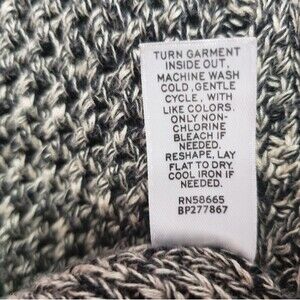 TURN GARMENT
INSIDE OUT,
MACHINE WASH
COLD, GENTLE
CYCLE, WITH
LIKE COLORS.
ONLY NON-
CHLORINE
BLEACH IF
NEEDED.
RESHAPE, LAY
FLAT TO DRY.
COOL IRON IF
NEEDED.
RN58665
BP277867